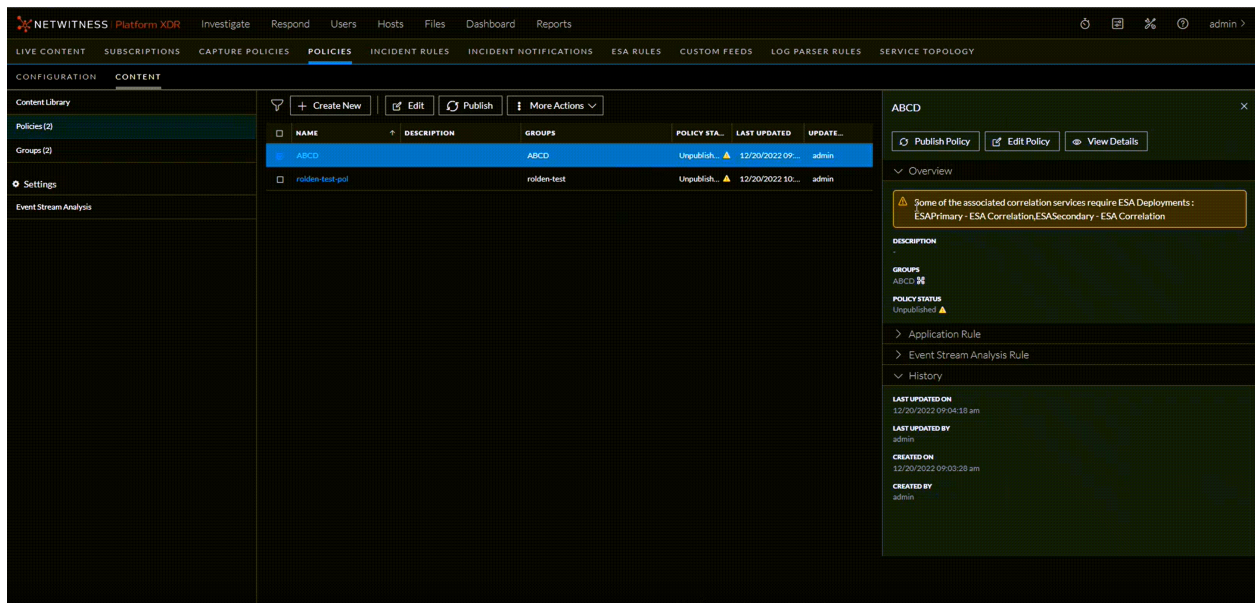 NETWITNESS Platform XDR Investigate Respond Users Hosts Files Dashboard Reports admin >
LIVE CONTENT SUBSCRIPTIONS CAPTURE POLICIES POLICIES INCIDENT RULES INCIDENT NOTIFICATIONS ESA RULES CUSTOM FEEDS LOG PARSER RULES SERVICE TOPOLOGY
CONFIGURATION CONTENT
Content Library
Policies (2)
Groups (2)
Settings
Event Stream Analysis
+ Create New Edit Publish More Actions
NAME ↑ DESCRIPTION GROUPS POLICY STA... LAST UPDATED UPDATE...
ABCD ABCD Unpublish... 12/20/2022 09:... admin
rolden-test-pol rolden-test Unpublish... 12/20/2022 10:... admin
ABCD ×
Publish Policy Edit Policy View Details
Overview
Some of the associated correlation services require ESA Deployments :
ESAPrimary - ESA Correlation,ESASecondary - ESA Correlation
DESCRIPTION
-
GROUPS
ABCD
POLICY STATUS
Unpublished
Application Rule
Event Stream Analysis Rule
History
LAST UPDATED ON
12/20/2022 09:04:18 am
LAST UPDATED BY
admin
CREATED ON
12/20/2022 09:03:28 am
CREATED BY
admin